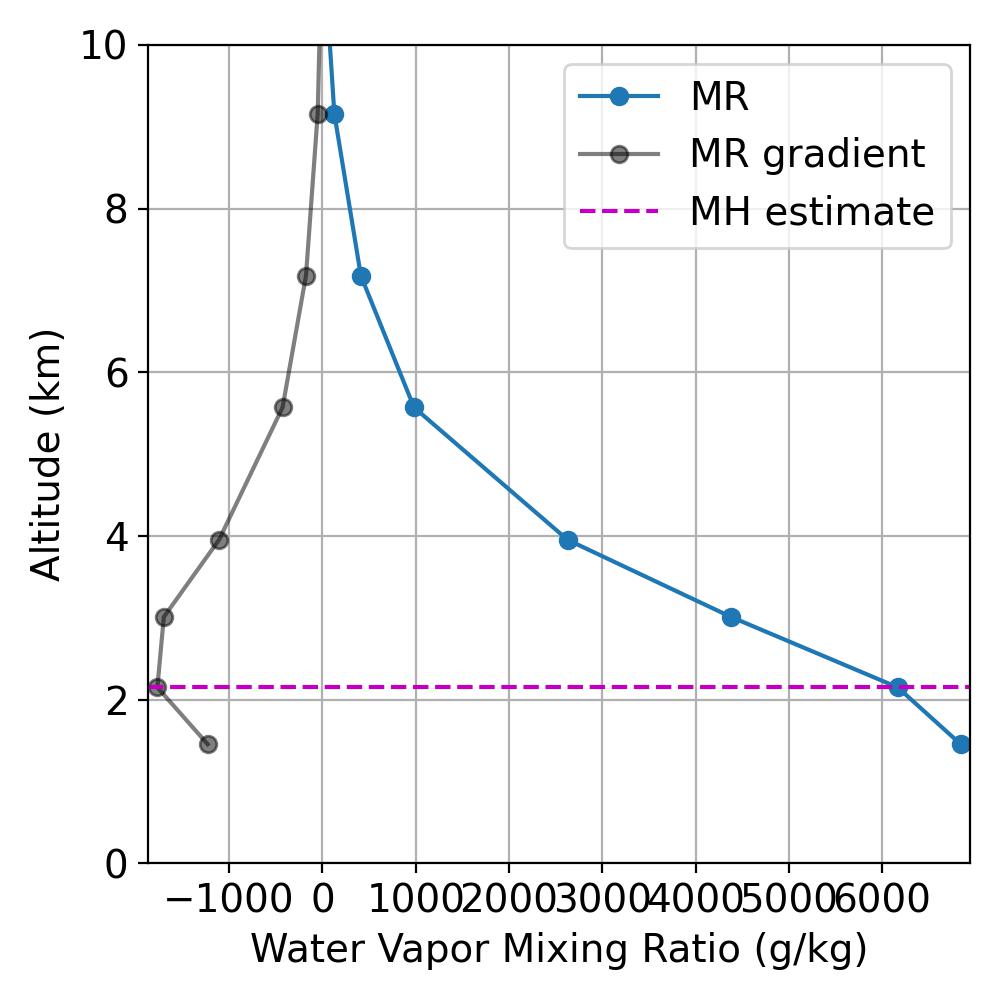 10
8
6
4
2
0
Altitude (km)
MR
MR gradient
MH estimate
−1000 0 1000 2000 3000 4000 5000 6000
Water Vapor Mixing Ratio (g/kg)